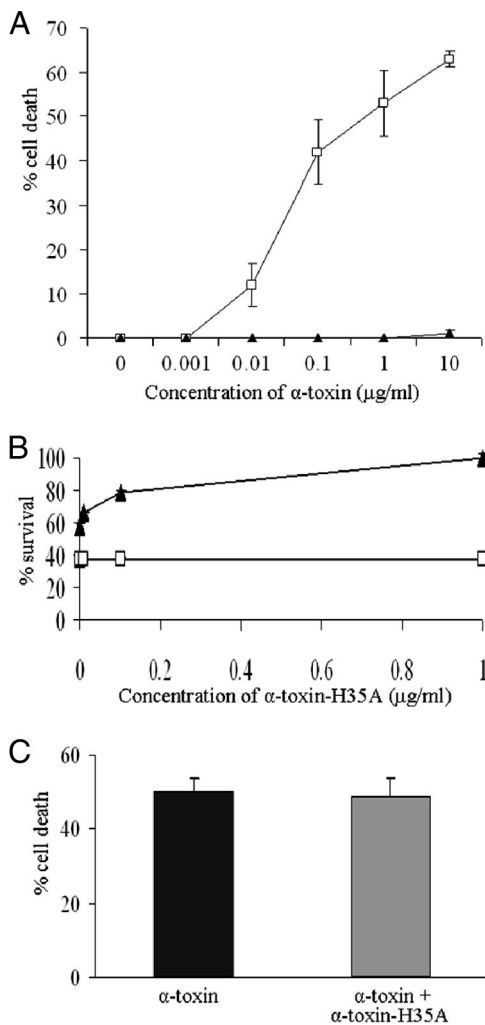 A
70
60
50
40
30
20
10
0
% cell death
0 0.001 0.01 0.1 1 10
Concentration of α-toxin (μg/ml)
B
100
80
60
40
20
0
% survival
0 0.2 0.4 0.6 0.8 1
Concentration of α-toxin-H35A (μg/ml)
C
60
40
20
0
% cell death
α-toxin α-toxin +
α-toxin-H35A